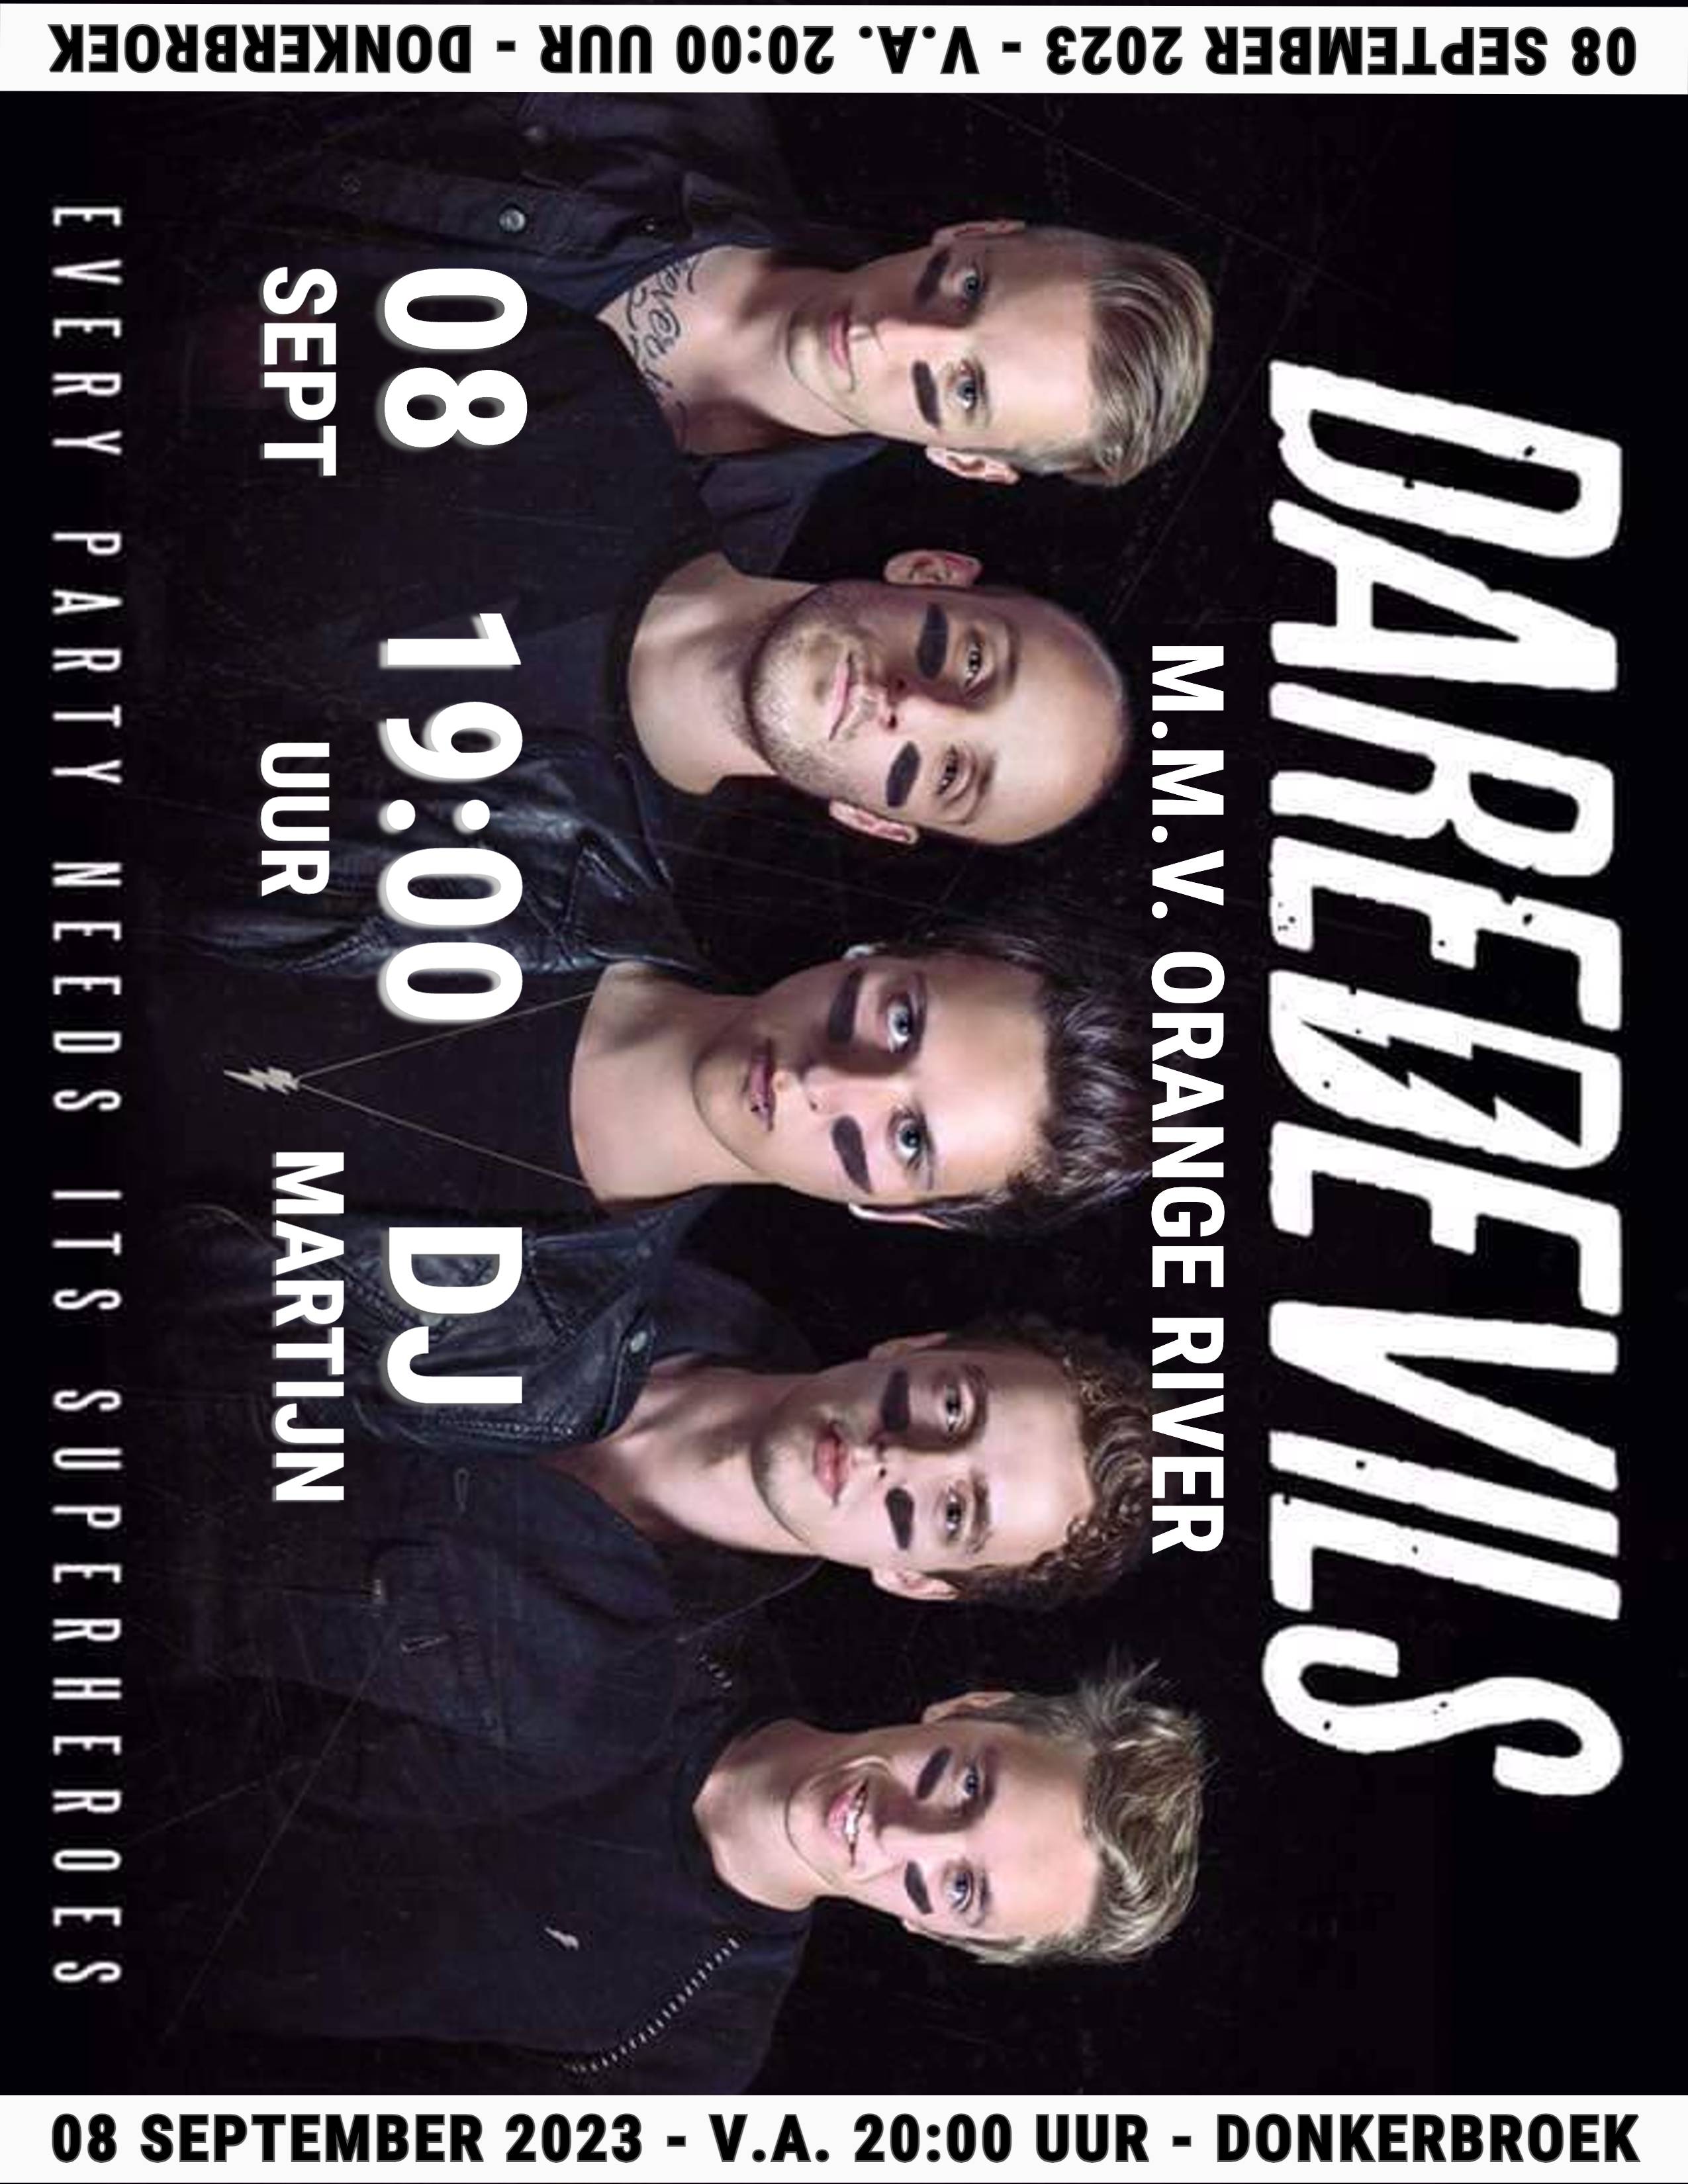 08 SEPTEMBER 2023 - V.A. 20:00 UUR - DONKERBROEK
DAREDEVILS
M.M.V. ORANGE RIVER
08 19:00 DJ
SEPT UUR MARTIJN
EVERY PARTY NEEDS ITS SUPERHEROES
08 SEPTEMBER 2023 - V.A. 20:00 UUR - DONKERBROEK